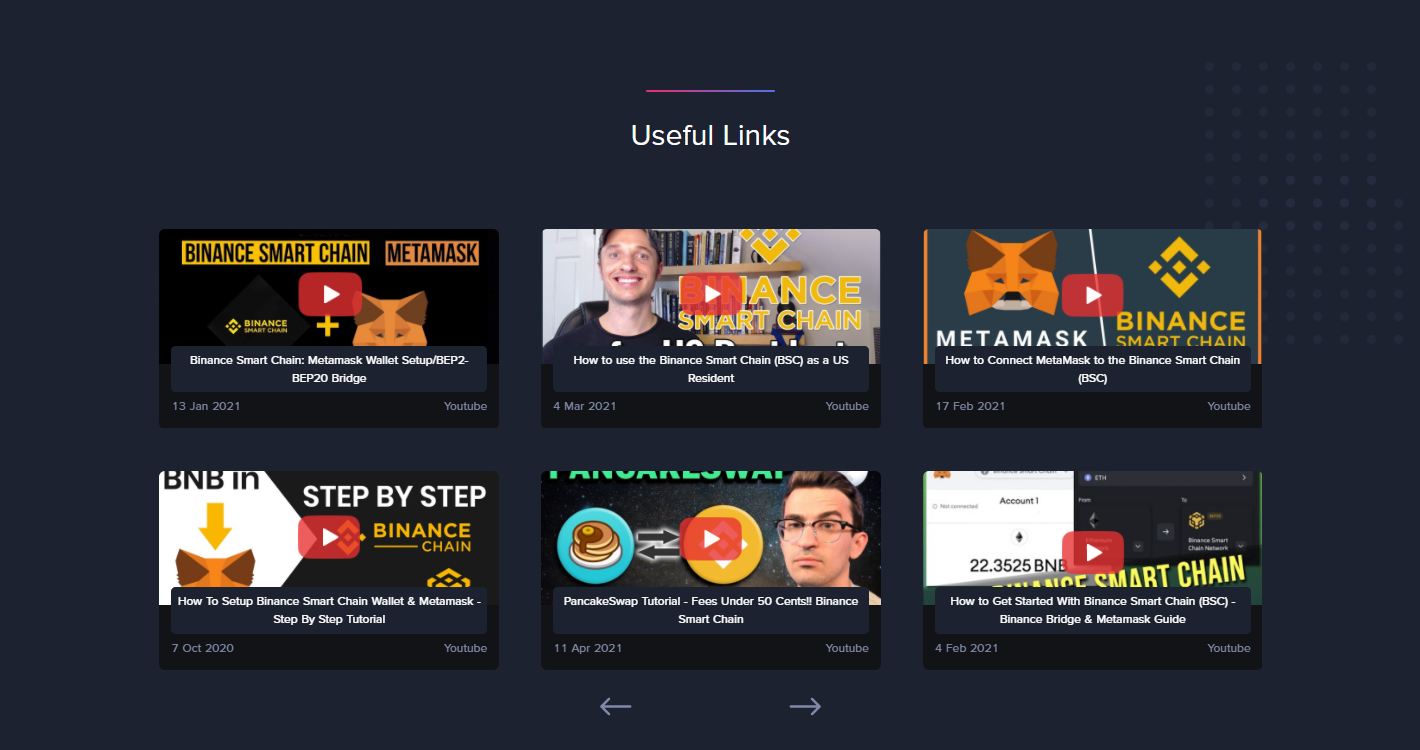 Useful Links
BINANCE SMART CHAIN METAMASK
BINANCE
SMART CHAIN
Binance Smart Chain: Metamask Wallet Setup/BEP2-
BEP20 Bridge
13 Jan 2021 Youtube
BINANCE
SMART CHAIN
How to use the Binance Smart Chain (BSC) as a US
Resident
4 Mar 2021 Youtube
METAMASK
BINANCE
SMART CHAIN
How to Connect MetaMask to the Binance Smart Chain
(BSC)
17 Feb 2021 Youtube
BNB in
STEP BY STEP
BINANCE
CHAIN
How To Setup Binance Smart Chain Wallet & Metamask -
Step By Step Tutorial
7 Oct 2020 Youtube
PANCAKESWAP
PancakeSwap Tutorial - Fees Under 50 Cents!! Binance
Smart Chain
11 Apr 2021 Youtube
ETH
Account 1
From To
Not connected
Binance Smart
Chain Network
22.3525 BNB
BINANCE SMART CHAIN
How to Get Started With Binance Smart Chain (BSC) -
Binance Bridge & Metamask Guide
4 Feb 2021 Youtube